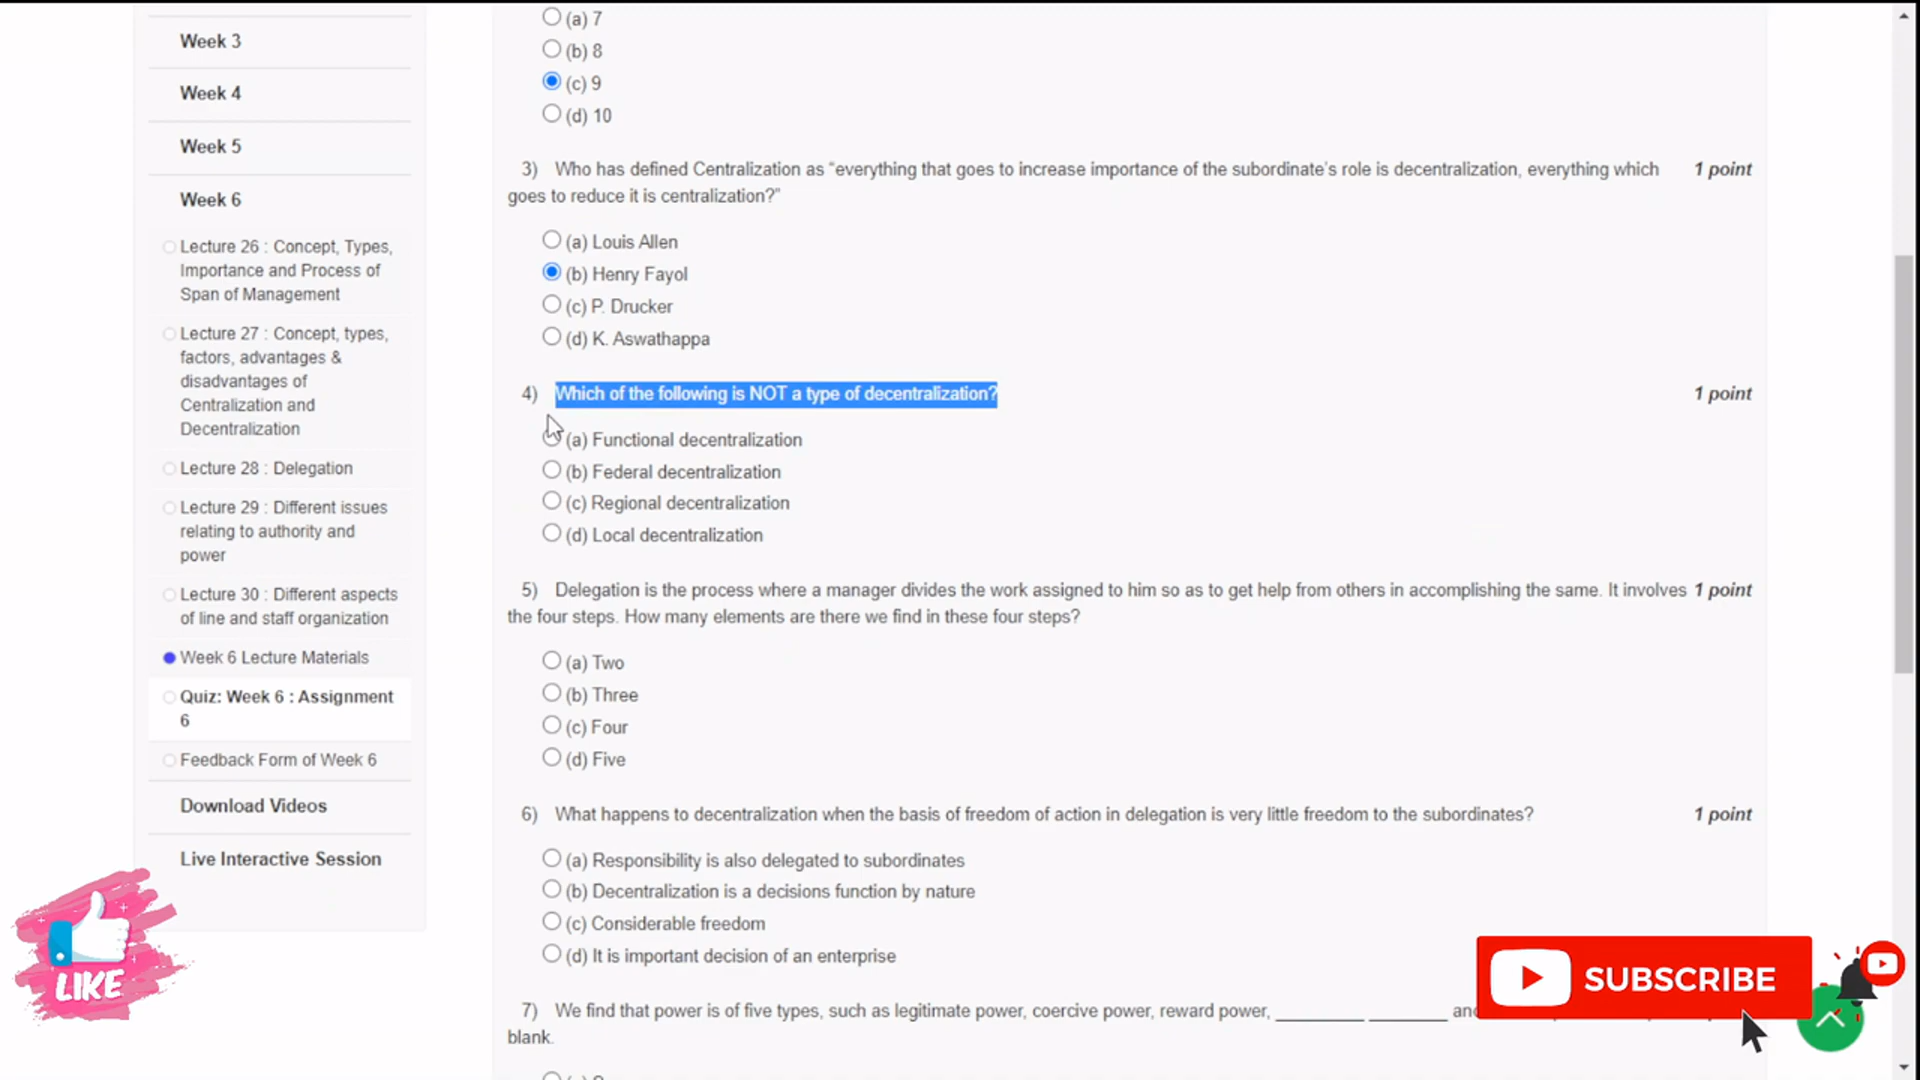 Week 3
Week 4
Week 5
Week 6
Lecture 26 : Concept, Types,
Importance and Process of
Span of Management
Lecture 27 : Concept, types,
factors, advantages &
disadvantages of
Centralization and
Decentralization
Lecture 28 : Delegation
Lecture 29 : Different issues
relating to authority and
power
Lecture 30 : Different aspects
of line and staff organization
Week 6 Lecture Materials
Quiz: Week 6 : Assignment
6
Feedback Form of Week 6
Download Videos
Live Interactive Session
LIKE
(a) 7
(b) 8
(c) 9
(d) 10
3) Who has defined Centralization as “everything that goes to increase importance of the subordinate’s role is decentralization, everything which 1 point
goes to reduce it is centralization?”
(a) Louis Allen
(b) Henry Fayol
(c) P. Drucker
(d) K. Aswathappa
4) Which of the following is NOT a type of decentralization? 1 point
(a) Functional decentralization
(b) Federal decentralization
(c) Regional decentralization
(d) Local decentralization
5) Delegation is the process where a manager divides the work assigned to him so as to get help from others in accomplishing the same. It involves 1 point
the four steps. How many elements are there we find in these four steps?
(a) Two
(b) Three
(c) Four
(d) Five
6) What happens to decentralization when the basis of freedom of action in delegation is very little freedom to the subordinates? 1 point
(a) Responsibility is also delegated to subordinates
(b) Decentralization is a decisions function by nature
(c) Considerable freedom
(d) It is important decision of an enterprise
7) We find that power is of five types, such as legitimate power, coercive power, reward power, ________ _______
blank.
SUBSCRIBE